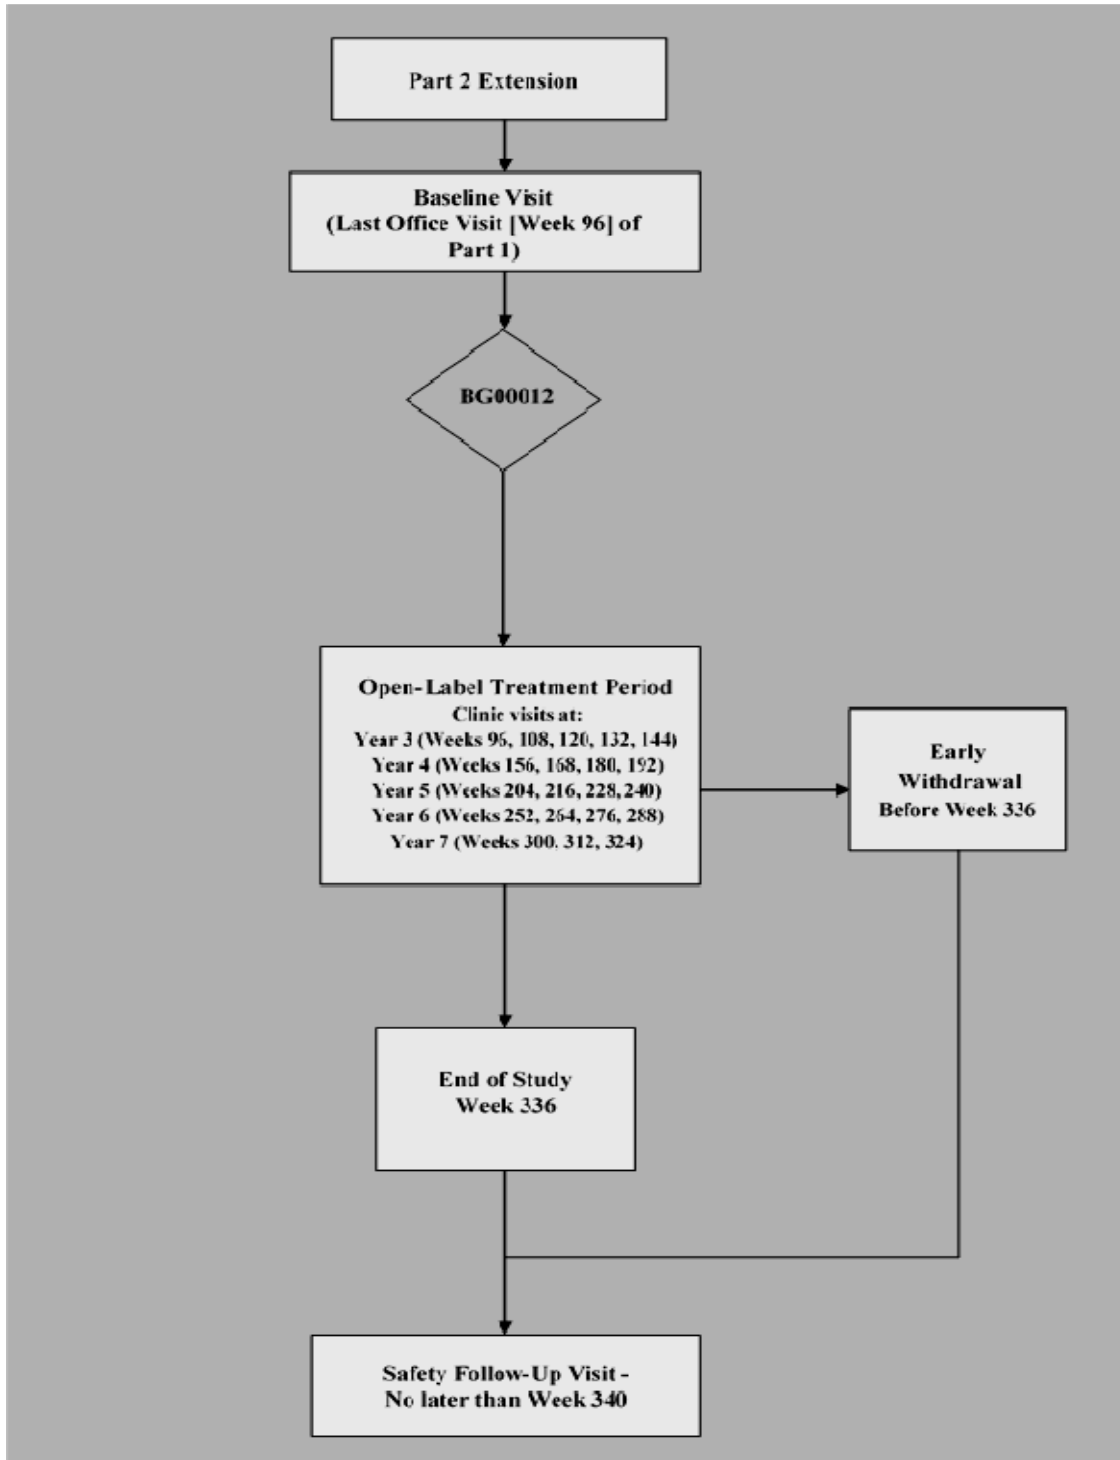 Part 2 Extension
Baseline Visit
(Last Office Visit [Week 96] of
Part 1)
BG00012
Open-Label Treatment Period
Clinic visits at:
Year 3 (Weeks 96, 108, 120, 132, 144)
Year 4 (Weeks 156, 168, 180, 192)
Year 5 (Weeks 204, 216, 228, 240)
Year 6 (Weeks 252, 264, 276, 288)
Year 7 (Weeks 300, 312, 324)
Early
Withdrawal
Before Week 336
End of Study
Week 336
Safety Follow-Up Visit -
No later than Week 340